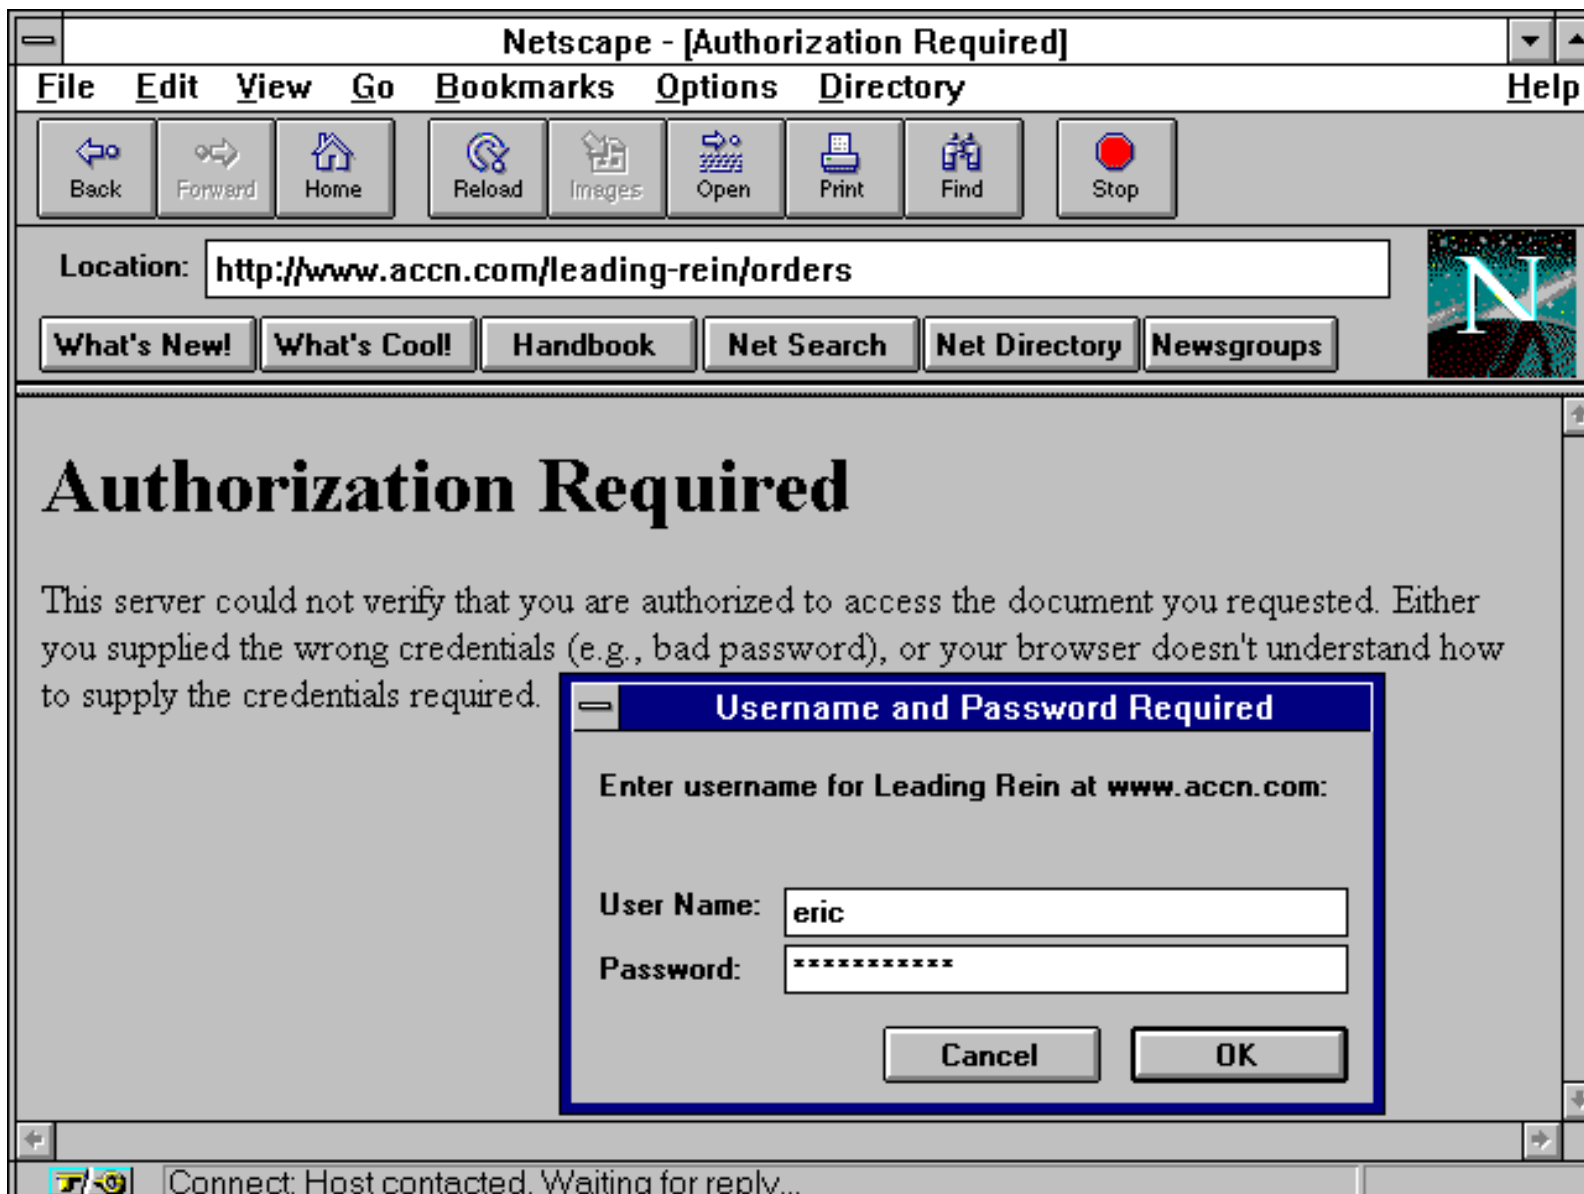 Netscape - [Authorization Required]
File Edit View Go Bookmarks Options Directory Help
Back Forward Home Reload Images Open Print Find Stop
Location: http://www.accn.com/leading-rein/orders
N
What's New! What's Cool! Handbook Net Search Net Directory Newsgroups
Authorization Required
This server could not verify that you are authorized to access the document you requested. Either
you supplied the wrong credentials (e.g., bad password), or your browser doesn't understand how
to supply the credentials required.
Username and Password Required
Enter username for Leading Rein at www.accn.com:
User Name: eric
Password: ***********
Cancel OK
Connect: Host contacted. Waiting for reply...